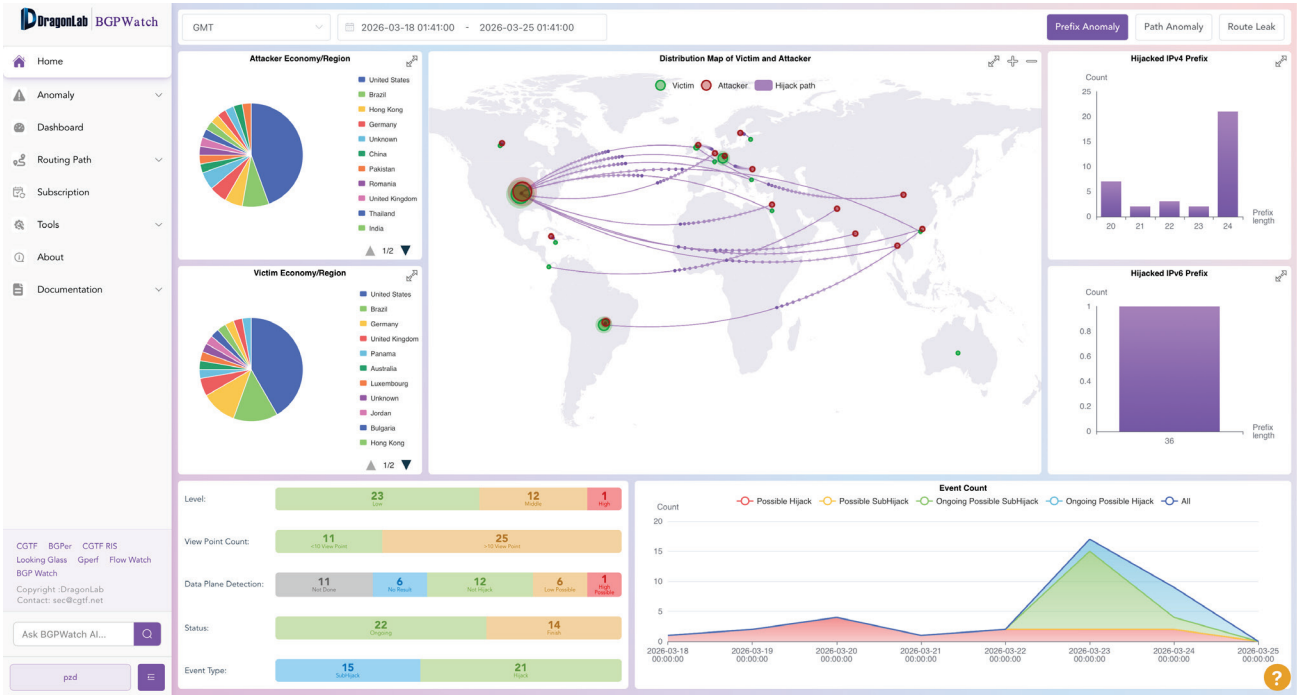 DragonLab BGPWatch
Home
Anomaly
Dashboard
Routing Path
Subscription
Tools
About
Documentation
CGTF BGPer CGTF RIS
Looking Glass Gperf Flow Watch
BGP Watch
Copyright :DragonLab
Contact: sec@cgtf.net
Ask BGPWatch AI...
pzd
GMT
2026-03-18 01:41:00 - 2026-03-25 01:41:00
Prefix Anomaly
Path Anomaly
Route Leak
Attacker Economy/Region
United States
Brazil
Hong Kong
Germany
Unknown
China
Pakistan
Romania
United Kingdom
Thailand
India
1/2
Victim Economy/Region
United States
Brazil
Germany
United Kingdom
Panama
Australia
Luxembourg
Unknown
Jordan
Bulgaria
Hong Kong
1/2
Distribution Map of Victim and Attacker
Victim Attacker Hijack path
Hijacked IPv4 Prefix
Count
25
20
15
10
5
0
20 21 22 23 24
Prefix
length
Hijacked IPv6 Prefix
Count
1
0.8
0.6
0.4
0.2
0
36
Prefix
length
Level:
23
Low
12
Middle
1
High
View Point Count:
11
<10 View Point
25
>10 View Point
Data Plane Detection:
11
Not Done
6
No Result
12
Not Hijack
6
Low Possible
1
High
Possible
Status:
22
Ongoing
14
Finish
Event Type:
15
SubHijack
21
Hijack
Event Count
Possible Hijack Possible SubHijack Ongoing Possible SubHijack Ongoing Possible Hijack All
Count
20
15
10
5
0
2026-03-18
00:00:00
2026-03-19
00:00:00
2026-03-20
00:00:00
2026-03-21
00:00:00
2026-03-22
00:00:00
2026-03-23
00:00:00
2026-03-24
00:00:00
2026-03-25
00:00:00
?